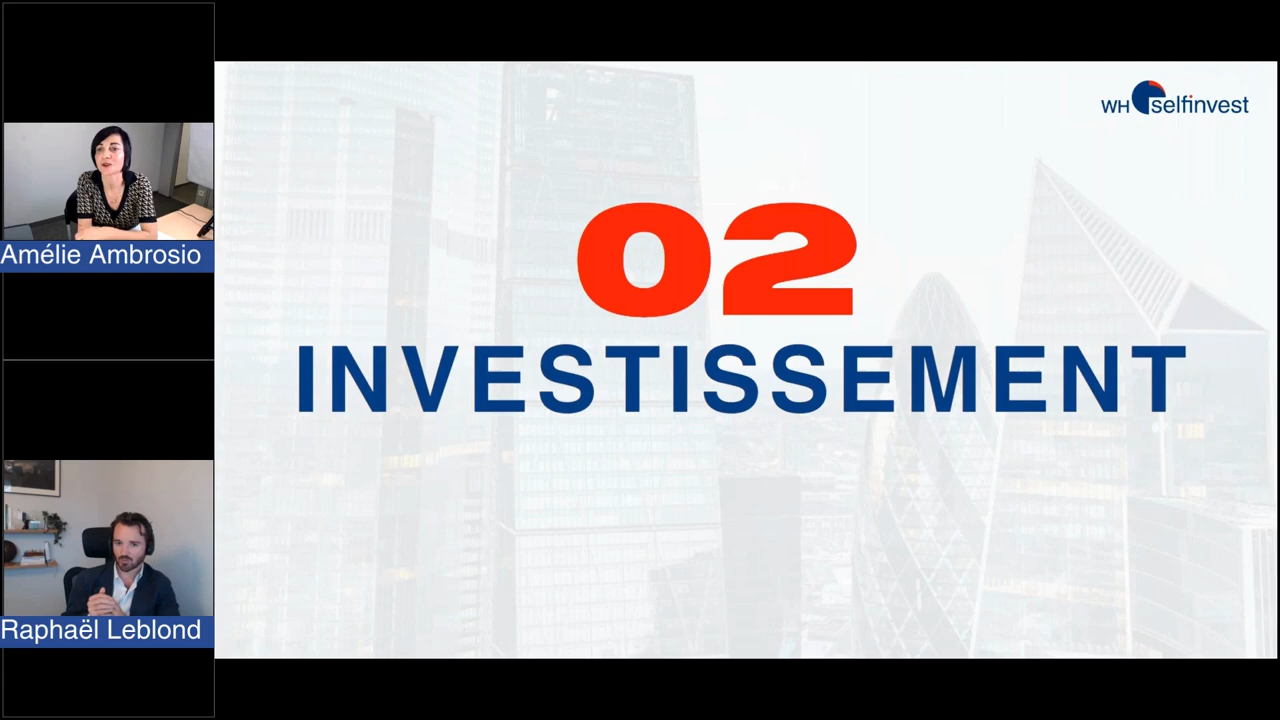 Amélie Ambrosio
Raphaël Leblond
WH selfinvest
02
INVESTISSEMENT